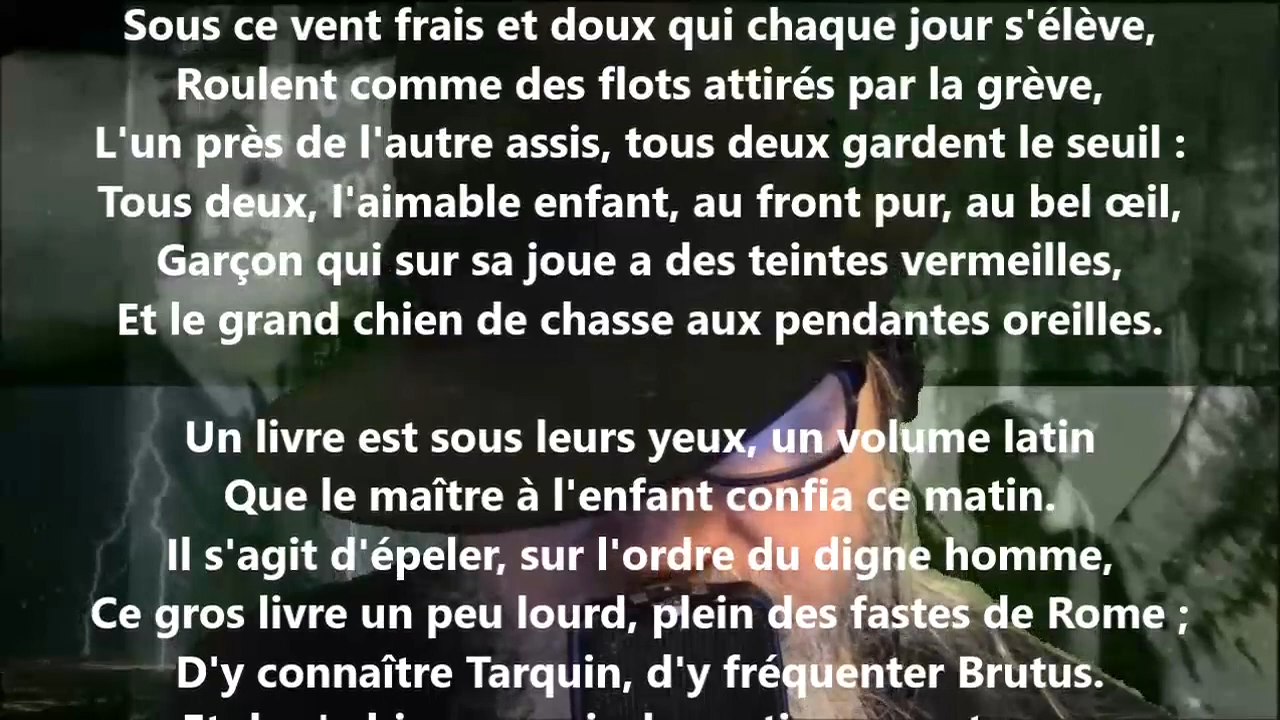 Sous ce vent frais et doux qui chaque jour s'élève,
Roulent comme des flots attirés par la grève,
L'un près de l'autre assis, tous deux gardent le seuil :
Tous deux, l'aimable enfant, au front pur, au bel œil,
Garçon qui sur sa joue a des teintes vermeilles,
Et le grand chien de chasse aux pendantes oreilles.
Un livre est sous leurs yeux, un volume latin
Que le maître à l'enfant confia ce matin.
Il s'agit d'épeler, sur l'ordre du digne homme,
Ce gros livre un peu lourd, plein des fastes de Rome ;
D'y connaître Tarquin, d'y fréquenter Brutus.